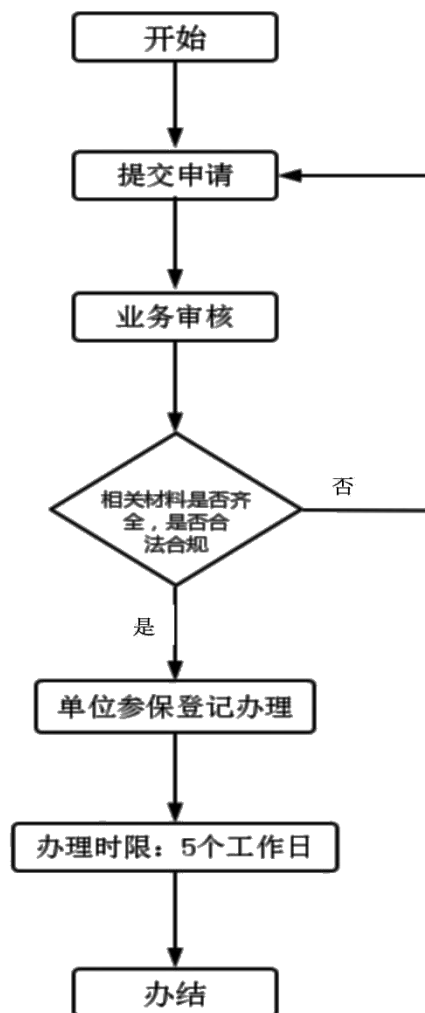 开始
提交申请
业务审核
相关材料是否齐
全，是否合
法合规
否
是
单位参保登记办理
办理时限：5个工作日
办结